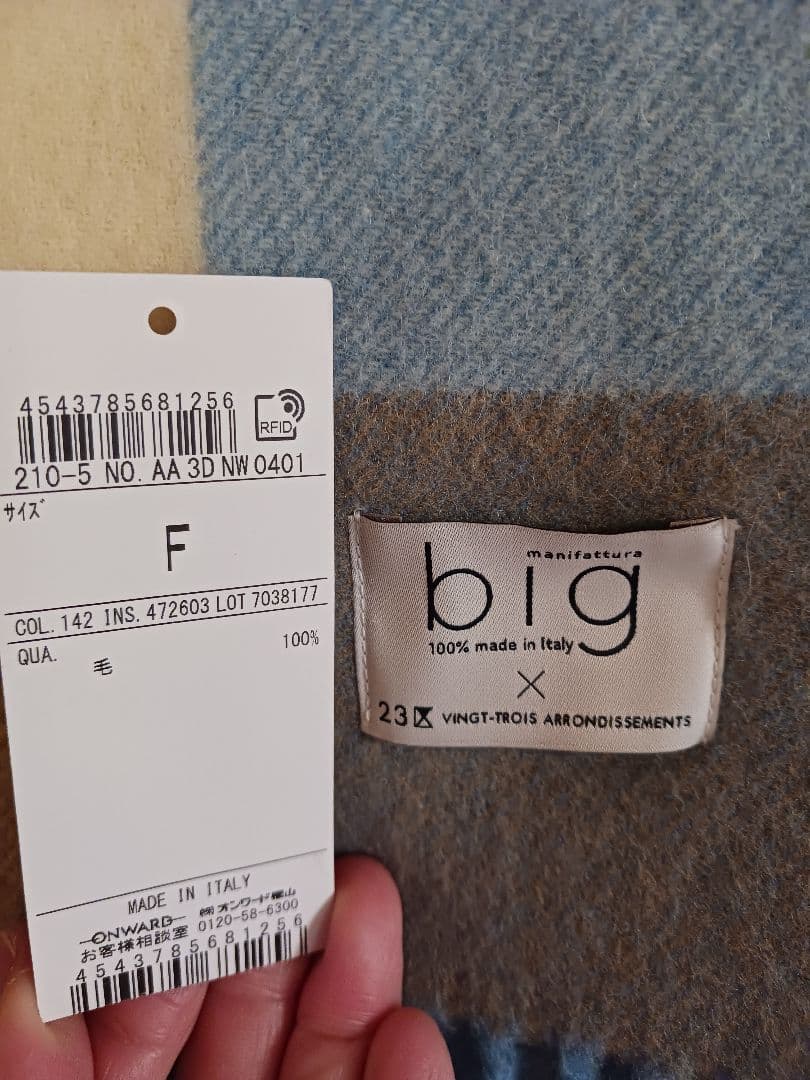 4543785681256
RFID
210-5 NO. AA 3D NW 0401
サイズ
F
COL. 142 INS. 472603 LOT 7038177
QUA. 100%
毛
MADE IN ITALY
ONWARD ㈱オンワード樫山
お客様相談室 0120-58-6300
4543785681256
manifattura
big
100% made in Italy
×
23区 VINGT-TROIS ARRONDISSEMENTS